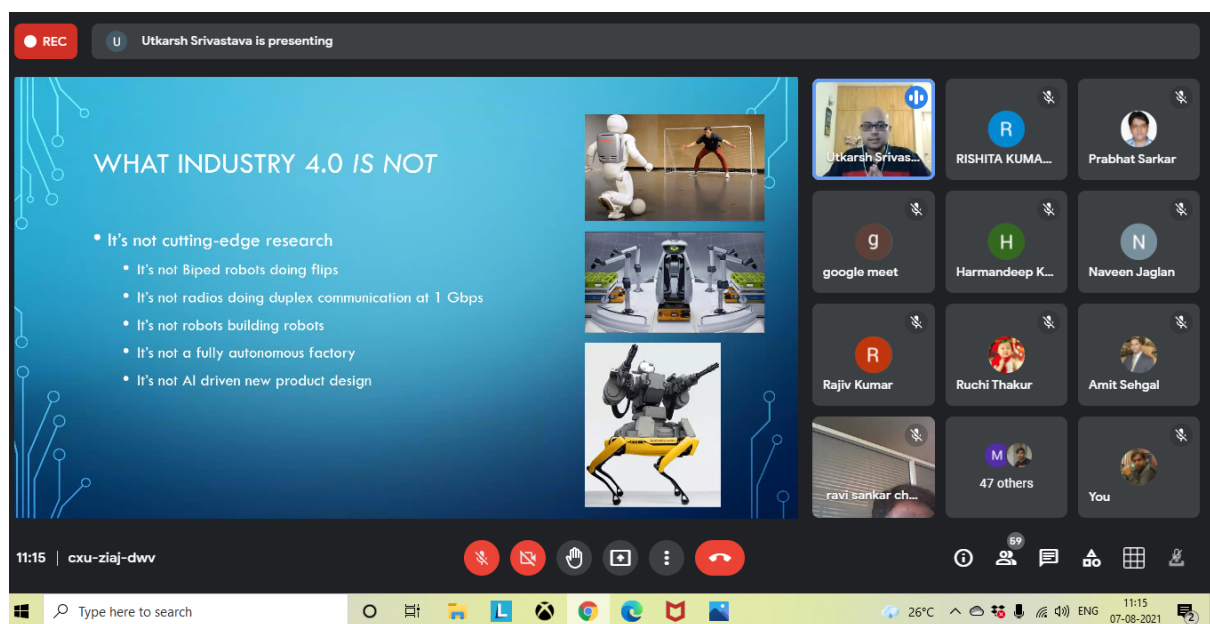 REC
U Utkarsh Srivastava is presenting
WHAT INDUSTRY 4.0 IS NOT
• It's not cutting-edge research
• It's not Biped robots doing flips
• It's not radios doing duplex communication at 1 Gbps
• It's not robots building robots
• It's not a fully autonomous factory
• It's not AI driven new product design
Utkarsh Srivas...
R
RISHITA KUMA...
Prabhat Sarkar
g
google meet
H
Harmandeep K...
N
Naveen Jaglan
R
Rajiv Kumar
Ruchi Thakur
Amit Sehgal
ravi sankar ch...
M
47 others
You
11:15 | cxu-ziaj-dwv
59
Type here to search
L
26°C
ENG
11:15
07-08-2021
2